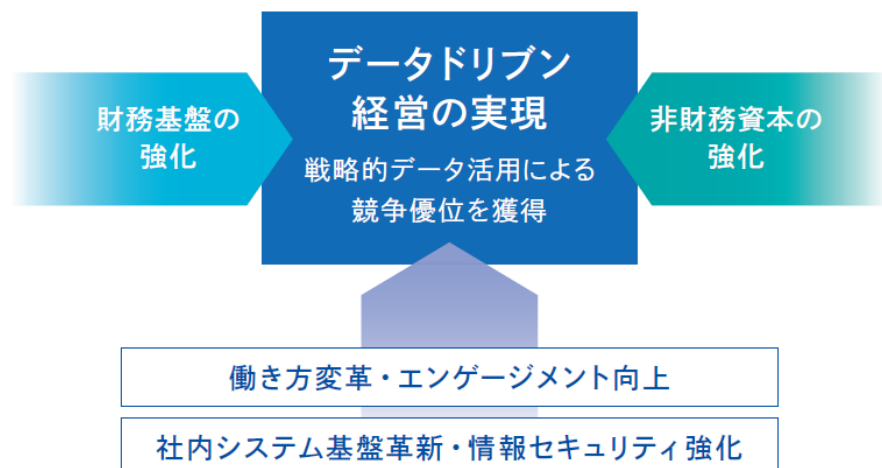 データドリブン
経営の実現
戦略的データ活用による
競争優位を獲得
財務基盤の
強化
非財務資本の
強化
働き方変革・エンゲージメント向上
社内システム基盤革新・情報セキュリティ強化